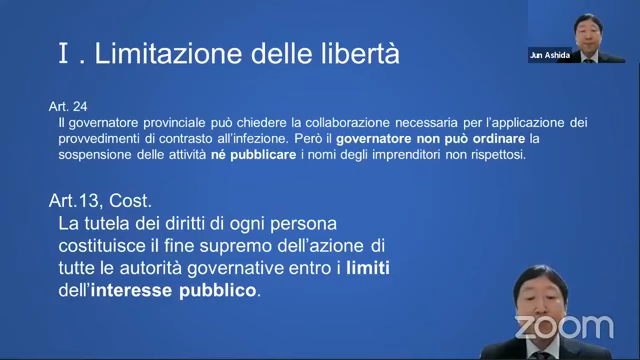 Ⅰ. Limitazione delle libertà
Jun Ashida
Art. 24
Il governatore provinciale può chiedere la collaborazione necessaria per l'applicazione dei
provvedimenti di contrasto all'infezione. Però il governatore non può ordinare la
sospensione delle attività né pubblicare i nomi degli imprenditori non rispettosi.
Art.13, Cost.
La tutela dei diritti di ogni persona
costituisce il fine supremo dell'azione di
tutte le autorità governative entro i limiti
dell'interesse pubblico.
zoom